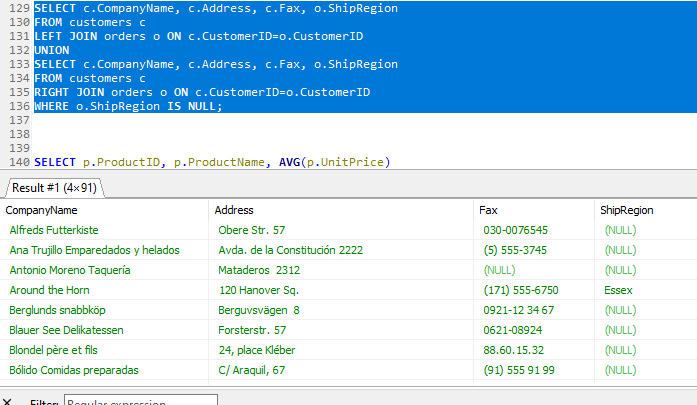 129 SELECT c.CompanyName, c.Address, c.Fax, o.ShipRegion
130 FROM customers c
131 LEFT JOIN orders o ON c.CustomerID=o.CustomerID
132 UNION
133 SELECT c.CompanyName, c.Address, c.Fax, o.ShipRegion
134 FROM customers c
135 RIGHT JOIN orders o ON c.CustomerID=o.CustomerID
136 WHERE o.ShipRegion IS NULL;
137
138
139
140 SELECT p.ProductID, p.ProductName, AVG(p.UnitPrice)
Result #1 (4×91)
CompanyName Address Fax ShipRegion
Alfreds Futterkiste Obere Str. 57 030-0076545 (NULL)
Ana Trujillo Emparedados y helados Avda. de la Constitución 2222 (5) 555-3745 (NULL)
Antonio Moreno Taquería Mataderos 2312 (NULL) (NULL)
Around the Horn 120 Hanover Sq. (171) 555-6750 Essex
Berglunds snabbköp Berguvsvägen 8 0921-12 34 67 (NULL)
Blauer See Delikatessen Forsterstr. 57 0621-08924 (NULL)
Blondel père et fils 24, place Kléber 88.60.15.32 (NULL)
Bólido Comidas preparadas C/ Araquil, 67 (91) 555 91 99 (NULL)
Filter: Regular expression